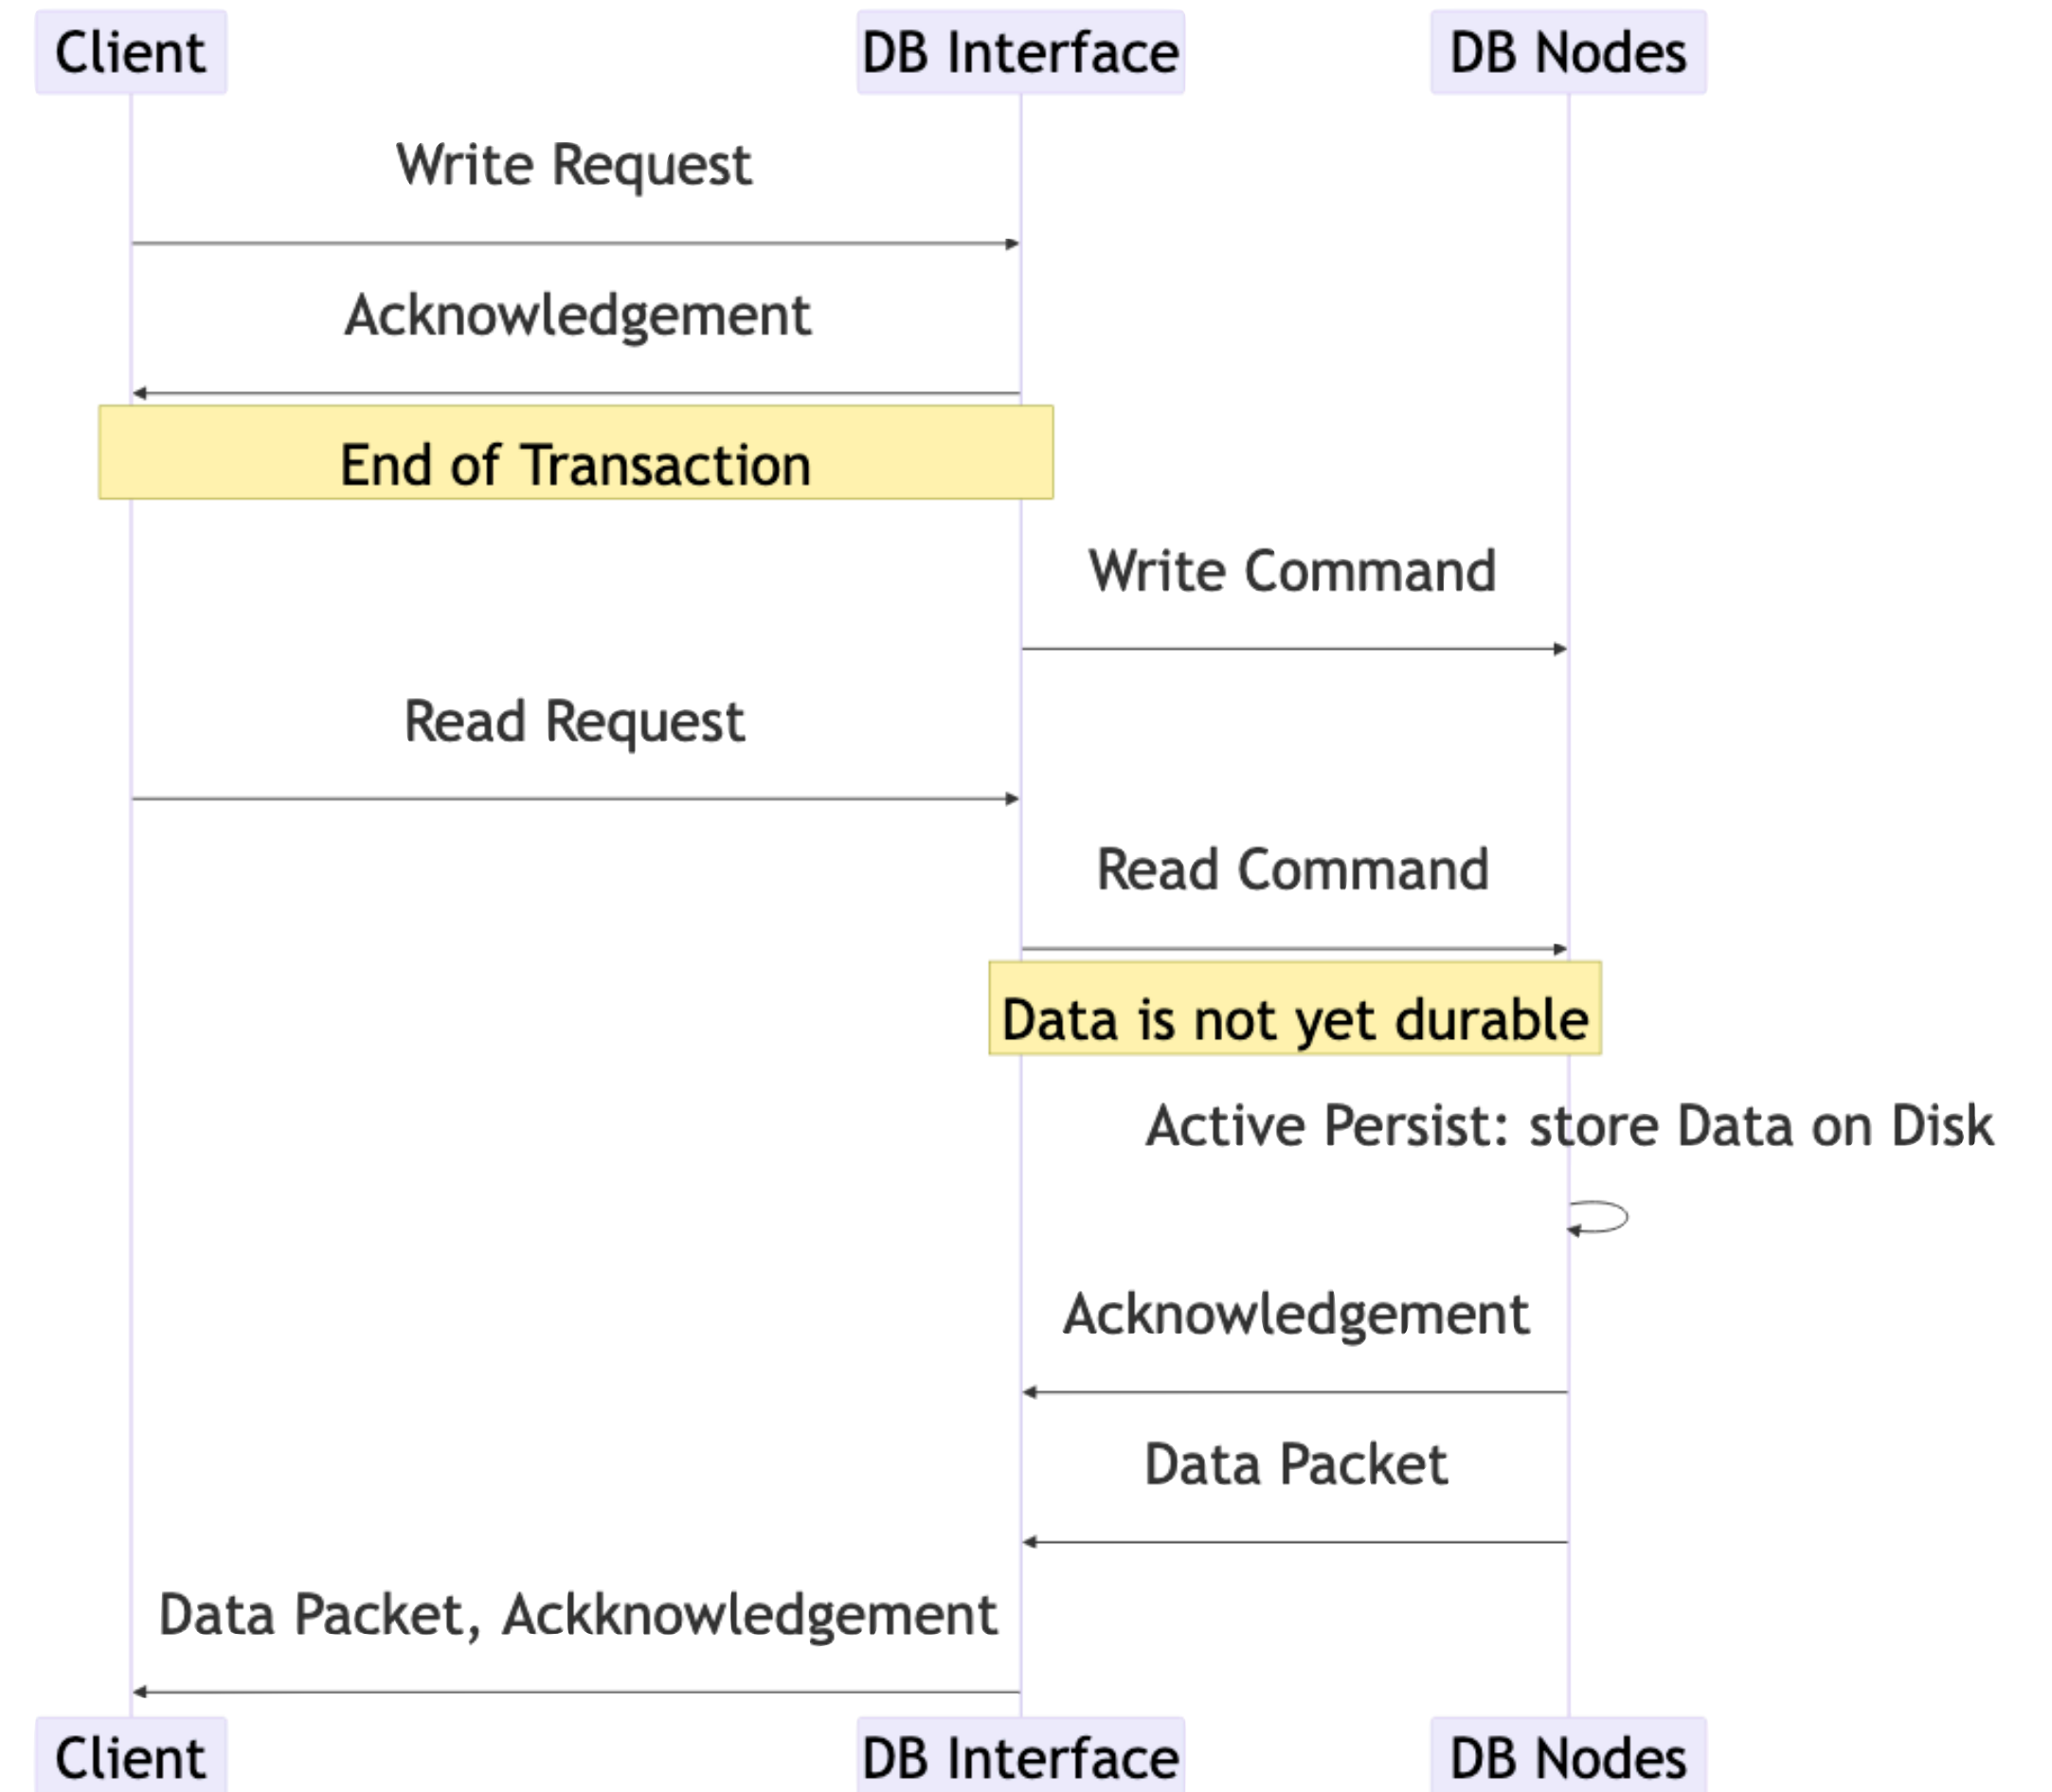 Client
DB Interface
DB Nodes
Write Request
Acknowledgement
End of Transaction
Write Command
Read Request
Read Command
Data is not yet durable
Active Persist: store Data on Disk
Acknowledgement
Data Packet
Data Packet, Ackknowledgement
Client
DB Interface
DB Nodes